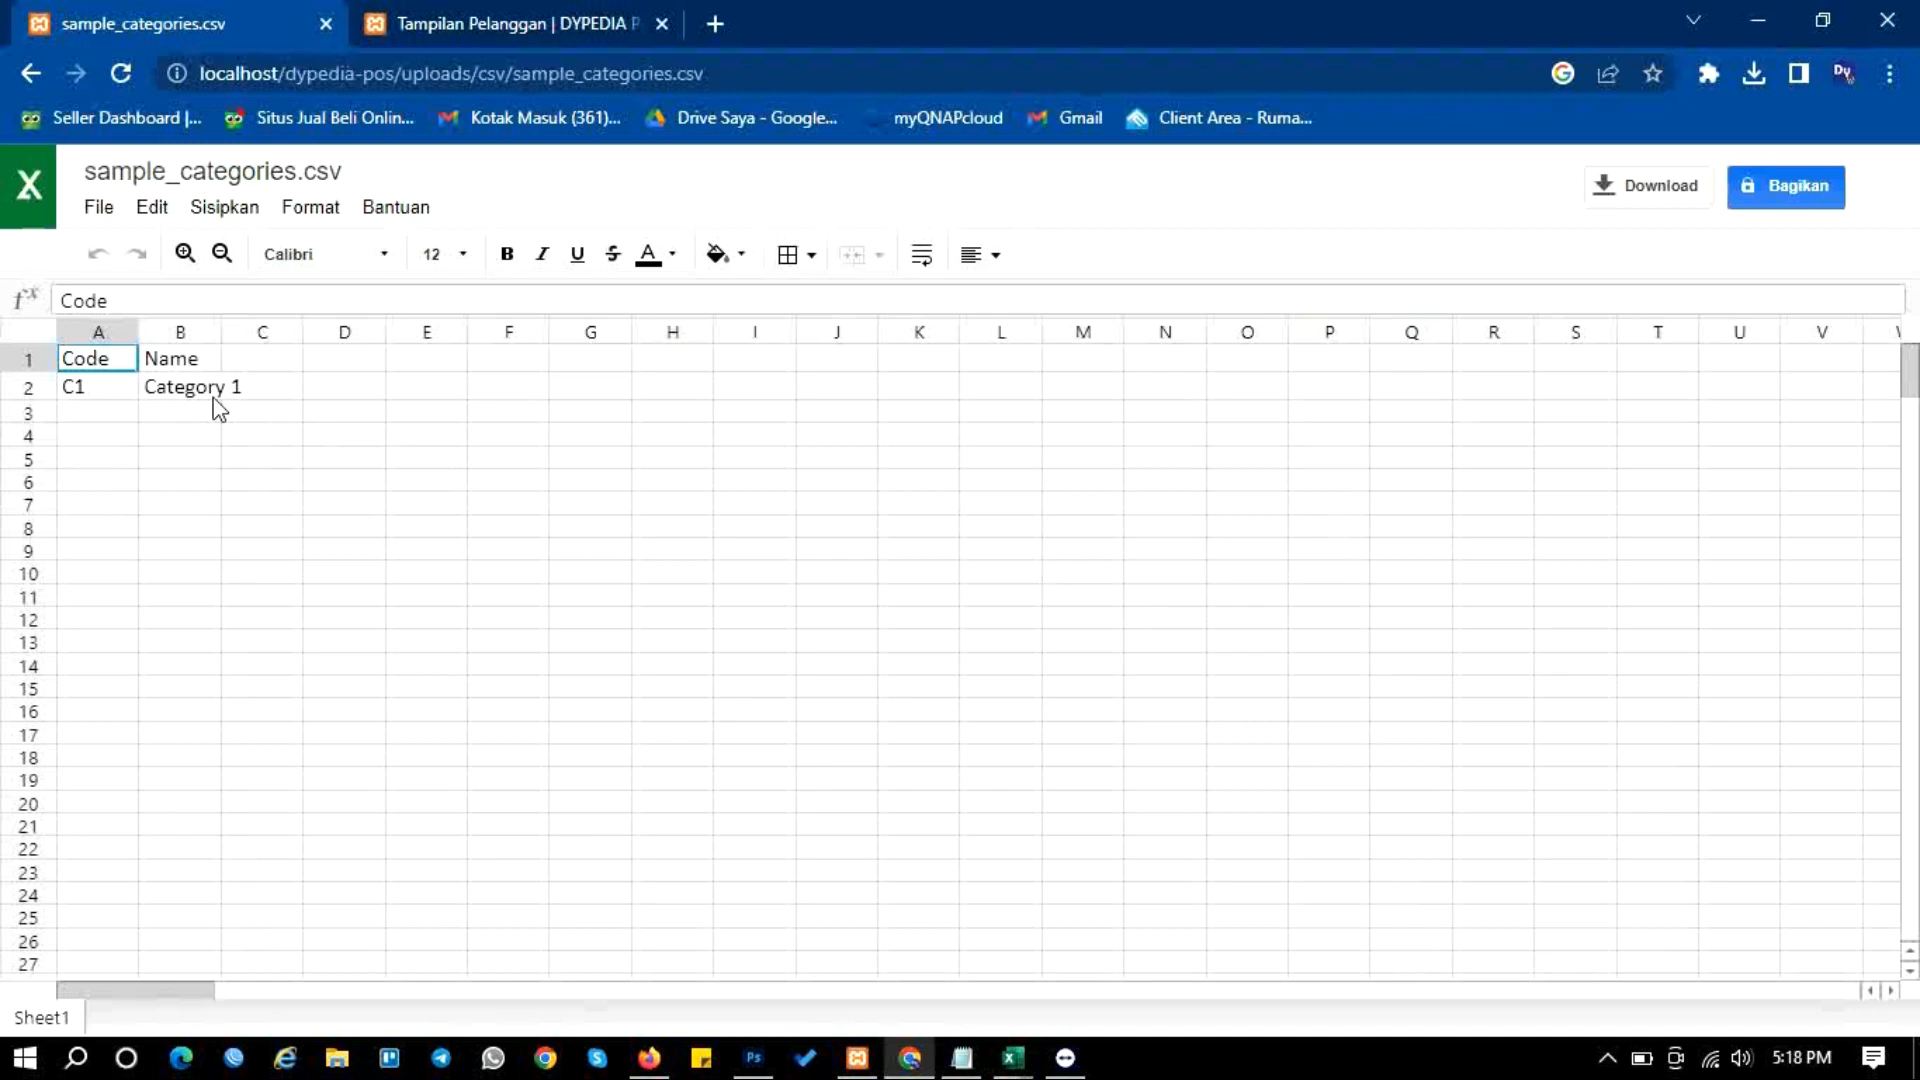 sample_categories.csv
Tampilan Pelanggan | DYPEDIA P
localhost/dypedia-pos/uploads/csv/sample_categories.csv
Dy
Seller Dashboard |... Situs Jual Beli Onlin... Kotak Masuk (361)... Drive Saya - Google... myQNAPcloud Gmail Client Area - Ruma...
sample_categories.csv
Download
Bagikan
File Edit Sisipkan Format Bantuan
Calibri 12 B I U S A
Code
A B C D E F G H I J K L M N O P Q R S T U V
1 Code Name
2 C1 Category 1
3
4
5
6
7
8
9
10
11
12
13
14
15
16
17
18
19
20
21
22
23
24
25
26
27
Sheet1
Ps
5:18 PM